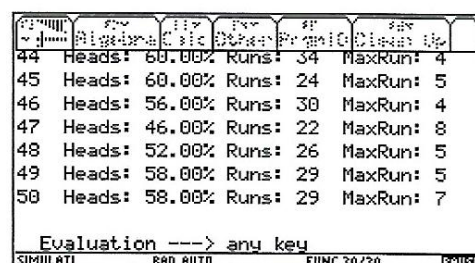 Algebra Calc Other PrgmIO Clean Up
44 Heads: 60.00% Runs: 34 MaxRun: 4
45 Heads: 60.00% Runs: 24 MaxRun: 5
46 Heads: 56.00% Runs: 30 MaxRun: 4
47 Heads: 46.00% Runs: 22 MaxRun: 8
48 Heads: 52.00% Runs: 26 MaxRun: 5
49 Heads: 58.00% Runs: 29 MaxRun: 5
50 Heads: 58.00% Runs: 29 MaxRun: 7
Evaluation ---> any key
SIMULATI RAD AUTO FUNC 30/30